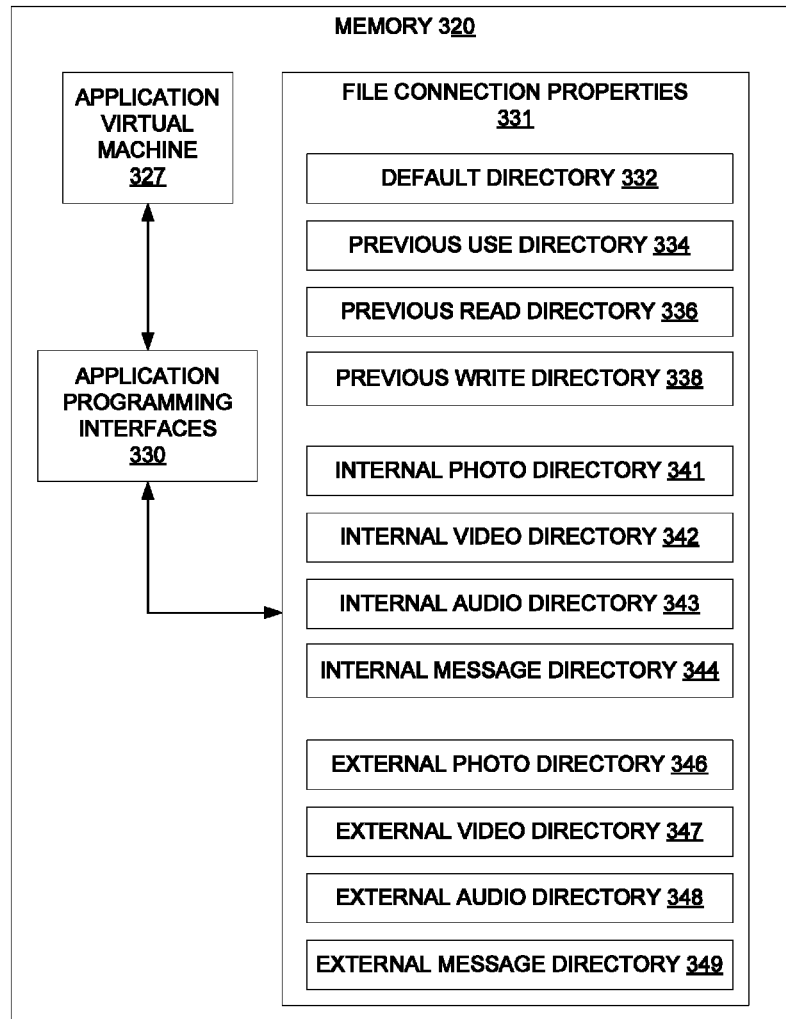 MEMORY 320
APPLICATION
VIRTUAL
MACHINE
327
APPLICATION
PROGRAMMING
INTERFACES
330
FILE CONNECTION PROPERTIES
331
DEFAULT DIRECTORY 332
PREVIOUS USE DIRECTORY 334
PREVIOUS READ DIRECTORY 336
PREVIOUS WRITE DIRECTORY 338
INTERNAL PHOTO DIRECTORY 341
INTERNAL VIDEO DIRECTORY 342
INTERNAL AUDIO DIRECTORY 343
INTERNAL MESSAGE DIRECTORY 344
EXTERNAL PHOTO DIRECTORY 346
EXTERNAL VIDEO DIRECTORY 347
EXTERNAL AUDIO DIRECTORY 348
EXTERNAL MESSAGE DIRECTORY 349